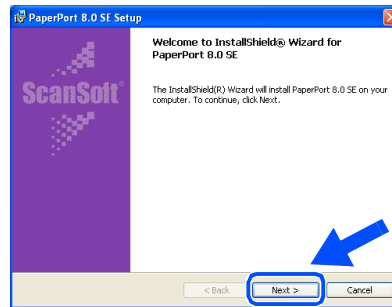 PaperPort 8.0 SE Setup
Welcome to InstallShield® Wizard for
PaperPort 8.0 SE
The InstallShield(R) Wizard will install PaperPort 8.0 SE on your
computer. To continue, click Next.
ScanSoft®
< Back
Next >
Cancel